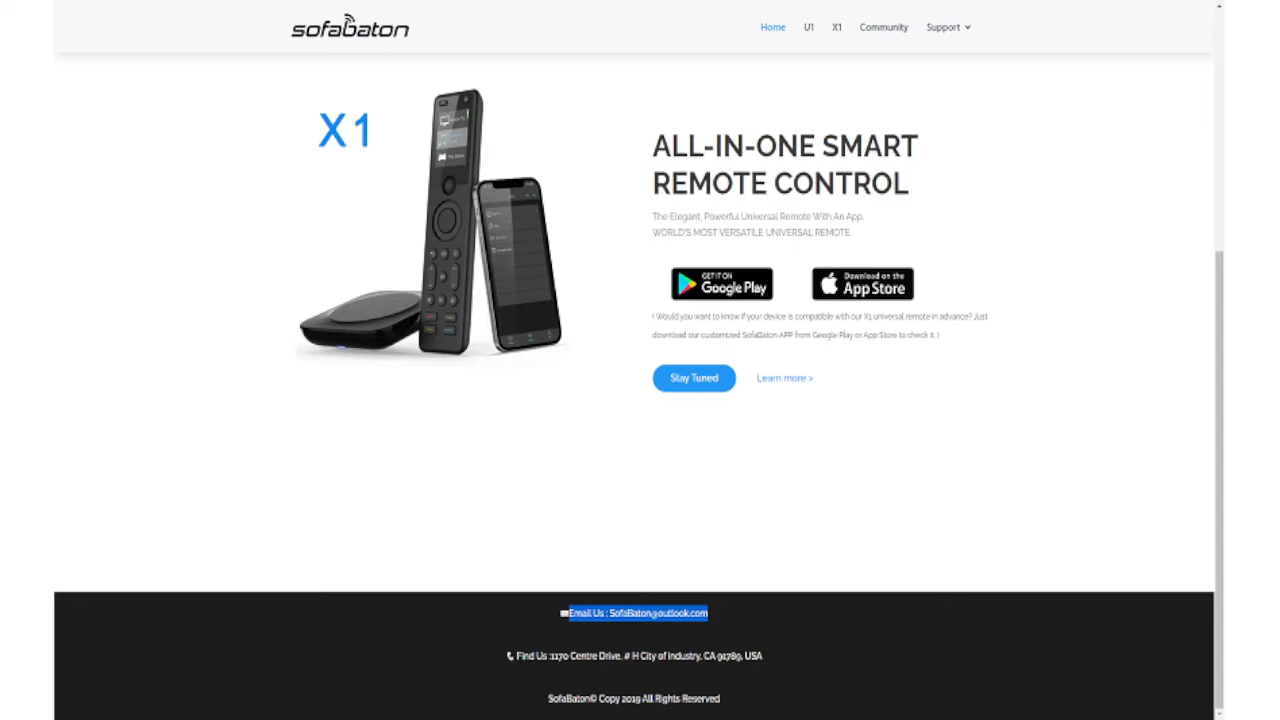 sofabaton
Home U1 X1 Community Support
X1
ALL-IN-ONE SMART
REMOTE CONTROL
The Elegant, Powerful Universal Remote With An App.
WORLD'S MOST VERSATILE UNIVERSAL REMOTE.
GET IT ON
Google Play
Download on the
App Store
( Would you want to know if your device is compatible with our X1 universal remote in advance? Just
download our customized SofaBaton APP from Google Play or App Store to check it. )
Stay Tuned
Learn more >
Email Us : SofaBaton@outlook.com
Find Us :1170 Centre Drive, # H City of Industry, CA 91789, USA
SofaBaton© Copy 2019 All Rights Reserved